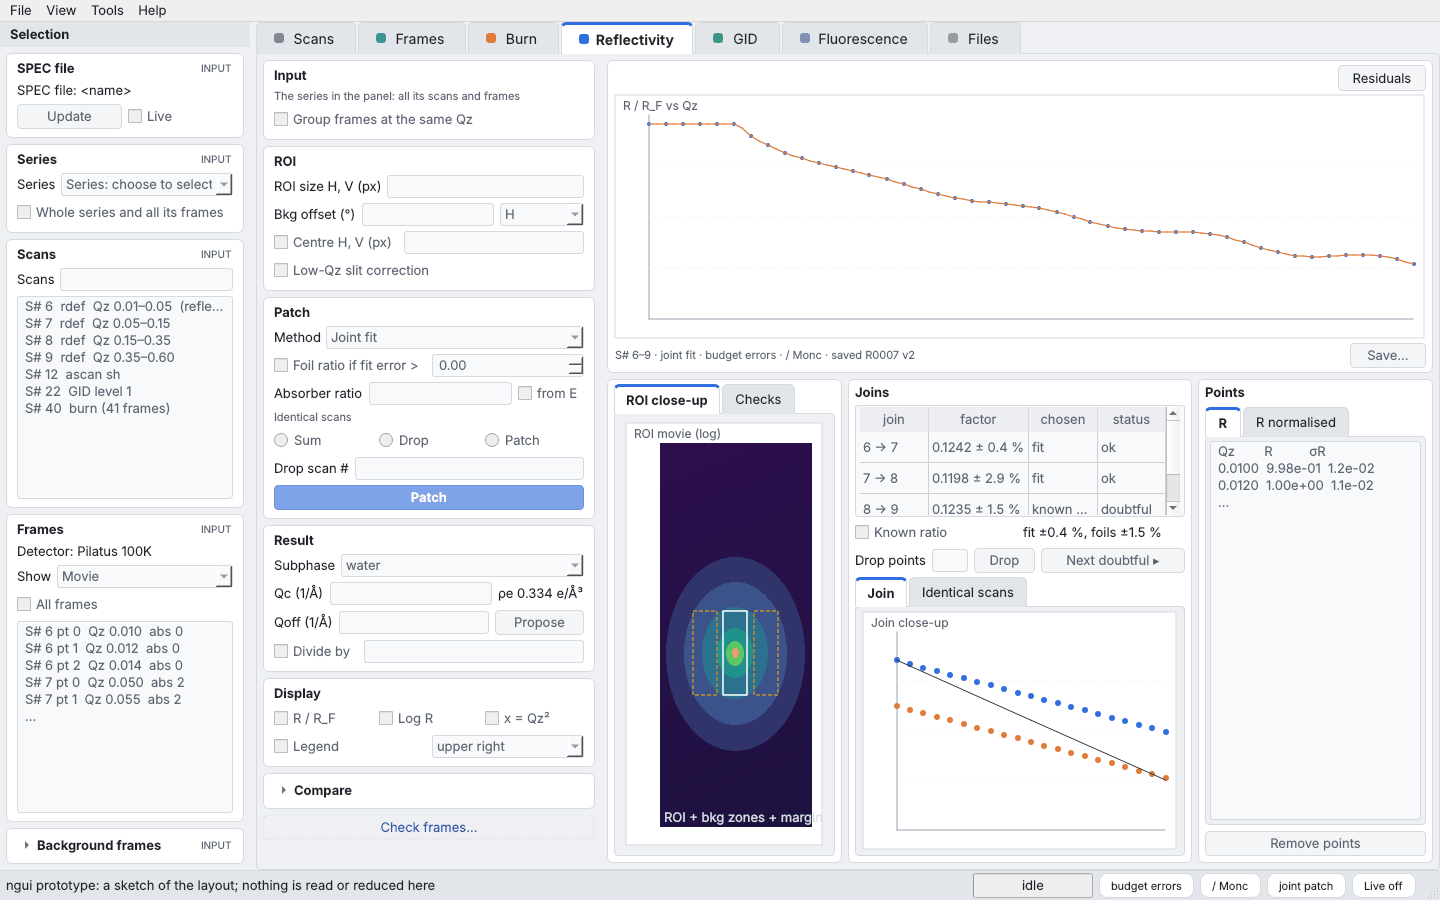 File View Tools Help
Selection
SPEC file INPUT
SPEC file: <name>
Update Live
Series INPUT
Series Series: choose to select
Whole series and all its frames
Scans INPUT
Scans
S# 6 rdef Qz 0.01–0.05 (refle...
S# 7 rdef Qz 0.05–0.15
S# 8 rdef Qz 0.15–0.35
S# 9 rdef Qz 0.35–0.60
S# 12 ascan sh
S# 22 GID level 1
S# 40 burn (41 frames)
Frames INPUT
Detector: Pilatus 100K
Show Movie
All frames
S# 6 pt 0 Qz 0.010 abs 0
S# 6 pt 1 Qz 0.012 abs 0
S# 6 pt 2 Qz 0.014 abs 0
S# 7 pt 0 Qz 0.050 abs 2
S# 7 pt 1 Qz 0.055 abs 2
...
Background frames INPUT
Scans Frames Burn Reflectivity GID Fluorescence Files
Input
The series in the panel: all its scans and frames
Group frames at the same Qz
ROI
ROI size H, V (px)
Bkg offset (°) H
Centre H, V (px)
Low-Qz slit correction
Patch
Method Joint fit
Foil ratio if fit error > 0.00
Absorber ratio from E
Identical scans
Sum Drop Patch
Drop scan #
Patch
Result
Subphase water
Qc (1/Å) ρe 0.334 e/Å³
Qoff (1/Å) Propose
Divide by
Display
R / R_F Log R x = Qz²
Legend upper right
Compare
Check frames...
Residuals
R / R_F vs Qz
S# 6–9 · joint fit · budget errors · / Monc · saved R0007 v2
Save...
ROI close-up Checks
ROI movie (log)
ROI + bkg zones + margin
Joins
join factor chosen status
6 → 7 0.1242 ± 0.4 % fit ok
7 → 8 0.1198 ± 2.9 % fit ok
8 → 9 0.1235 ± 1.5 % known ... doubtful
Known ratio fit ±0.4 %, foils ±1.5 %
Drop points Drop Next doubtful ▸
Join Identical scans
Join close-up
Points
R R normalised
Qz R σR
0.0100 9.98e-01 1.2e-02
0.0120 1.00e+00 1.1e-02
...
Remove points
ngui prototype: a sketch of the layout; nothing is read or reduced here
idle budget errors / Monc joint patch Live off